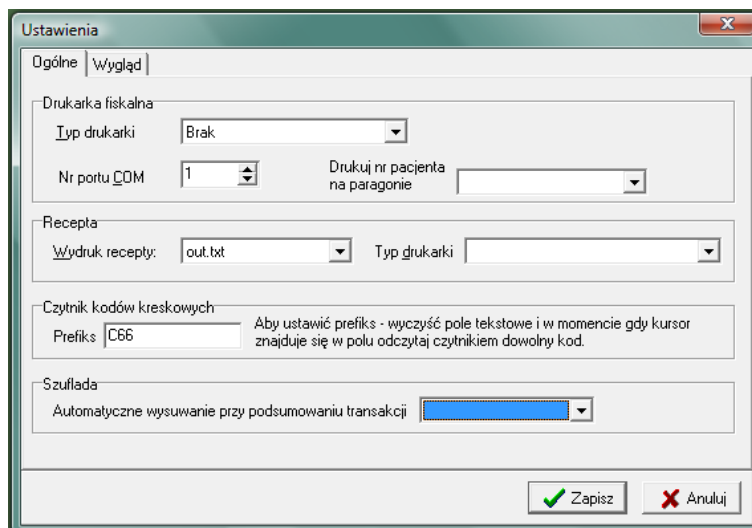 Ustawienia
Ogólne Wygląd
Drukarka fiskalna
Typ drukarki Brak
Nr portu COM 1 Drukuj nr pacjenta
na paragonie
Recepta
Wydruk recepty: out.txt Typ drukarki
Czytnik kodów kreskowych
Prefiks C66 Aby ustawić prefiks - wyczyść pole tekstowe i w momencie gdy kursor
znajduje się w polu odczytaj czytnikiem dowolny kod.
Szuflada
Automatyczne wysuwanie przy podsumowaniu transakcji
Zapisz Anuluj